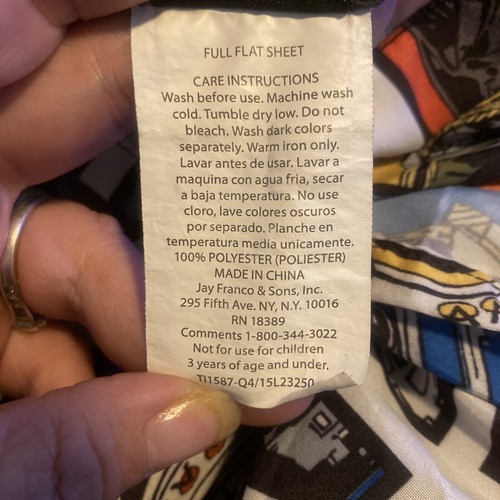 FULL FLAT SHEET
CARE INSTRUCTIONS
Wash before use. Machine wash
cold. Tumble dry low. Do not
bleach. Wash dark colors
separately. Warm iron only.
Lavar antes de usar. Lavar a
maquina con agua fria, secar
a baja temperatura. No use
cloro, lave colores oscuros
por separado. Planche en
temperatura media unicamente.
100% POLYESTER (POLIESTER)
MADE IN CHINA
Jay Franco & Sons, Inc.
295 Fifth Ave. NY, N.Y. 10016
RN 18389
Comments 1-800-344-3022
Not for use for children
3 years of age and under.
TJ1587-Q4/15L23250